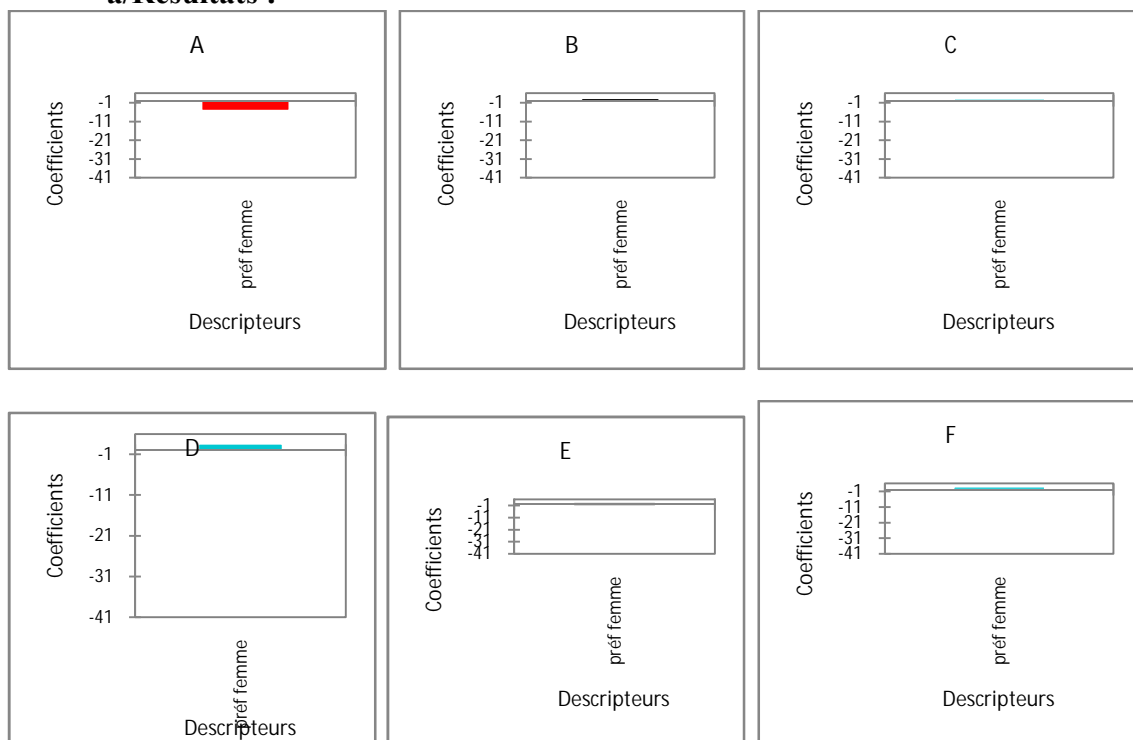 a/Résultats :
A
Coefficients
-1
-11
-21
-31
-41
préf femme
Descripteurs
B
Coefficients
-1
-11
-21
-31
-41
préf femme
Descripteurs
C
Coefficients
-1
-11
-21
-31
-41
préf femme
Descripteurs
D
Coefficients
-1
-11
-21
-31
-41
préf femme
Descripteurs
E
Coefficients
-1
-11
-21
-31
-41
préf femme
Descripteurs
F
Coefficients
-1
-11
-21
-31
-41
préf femme
Descripteurs